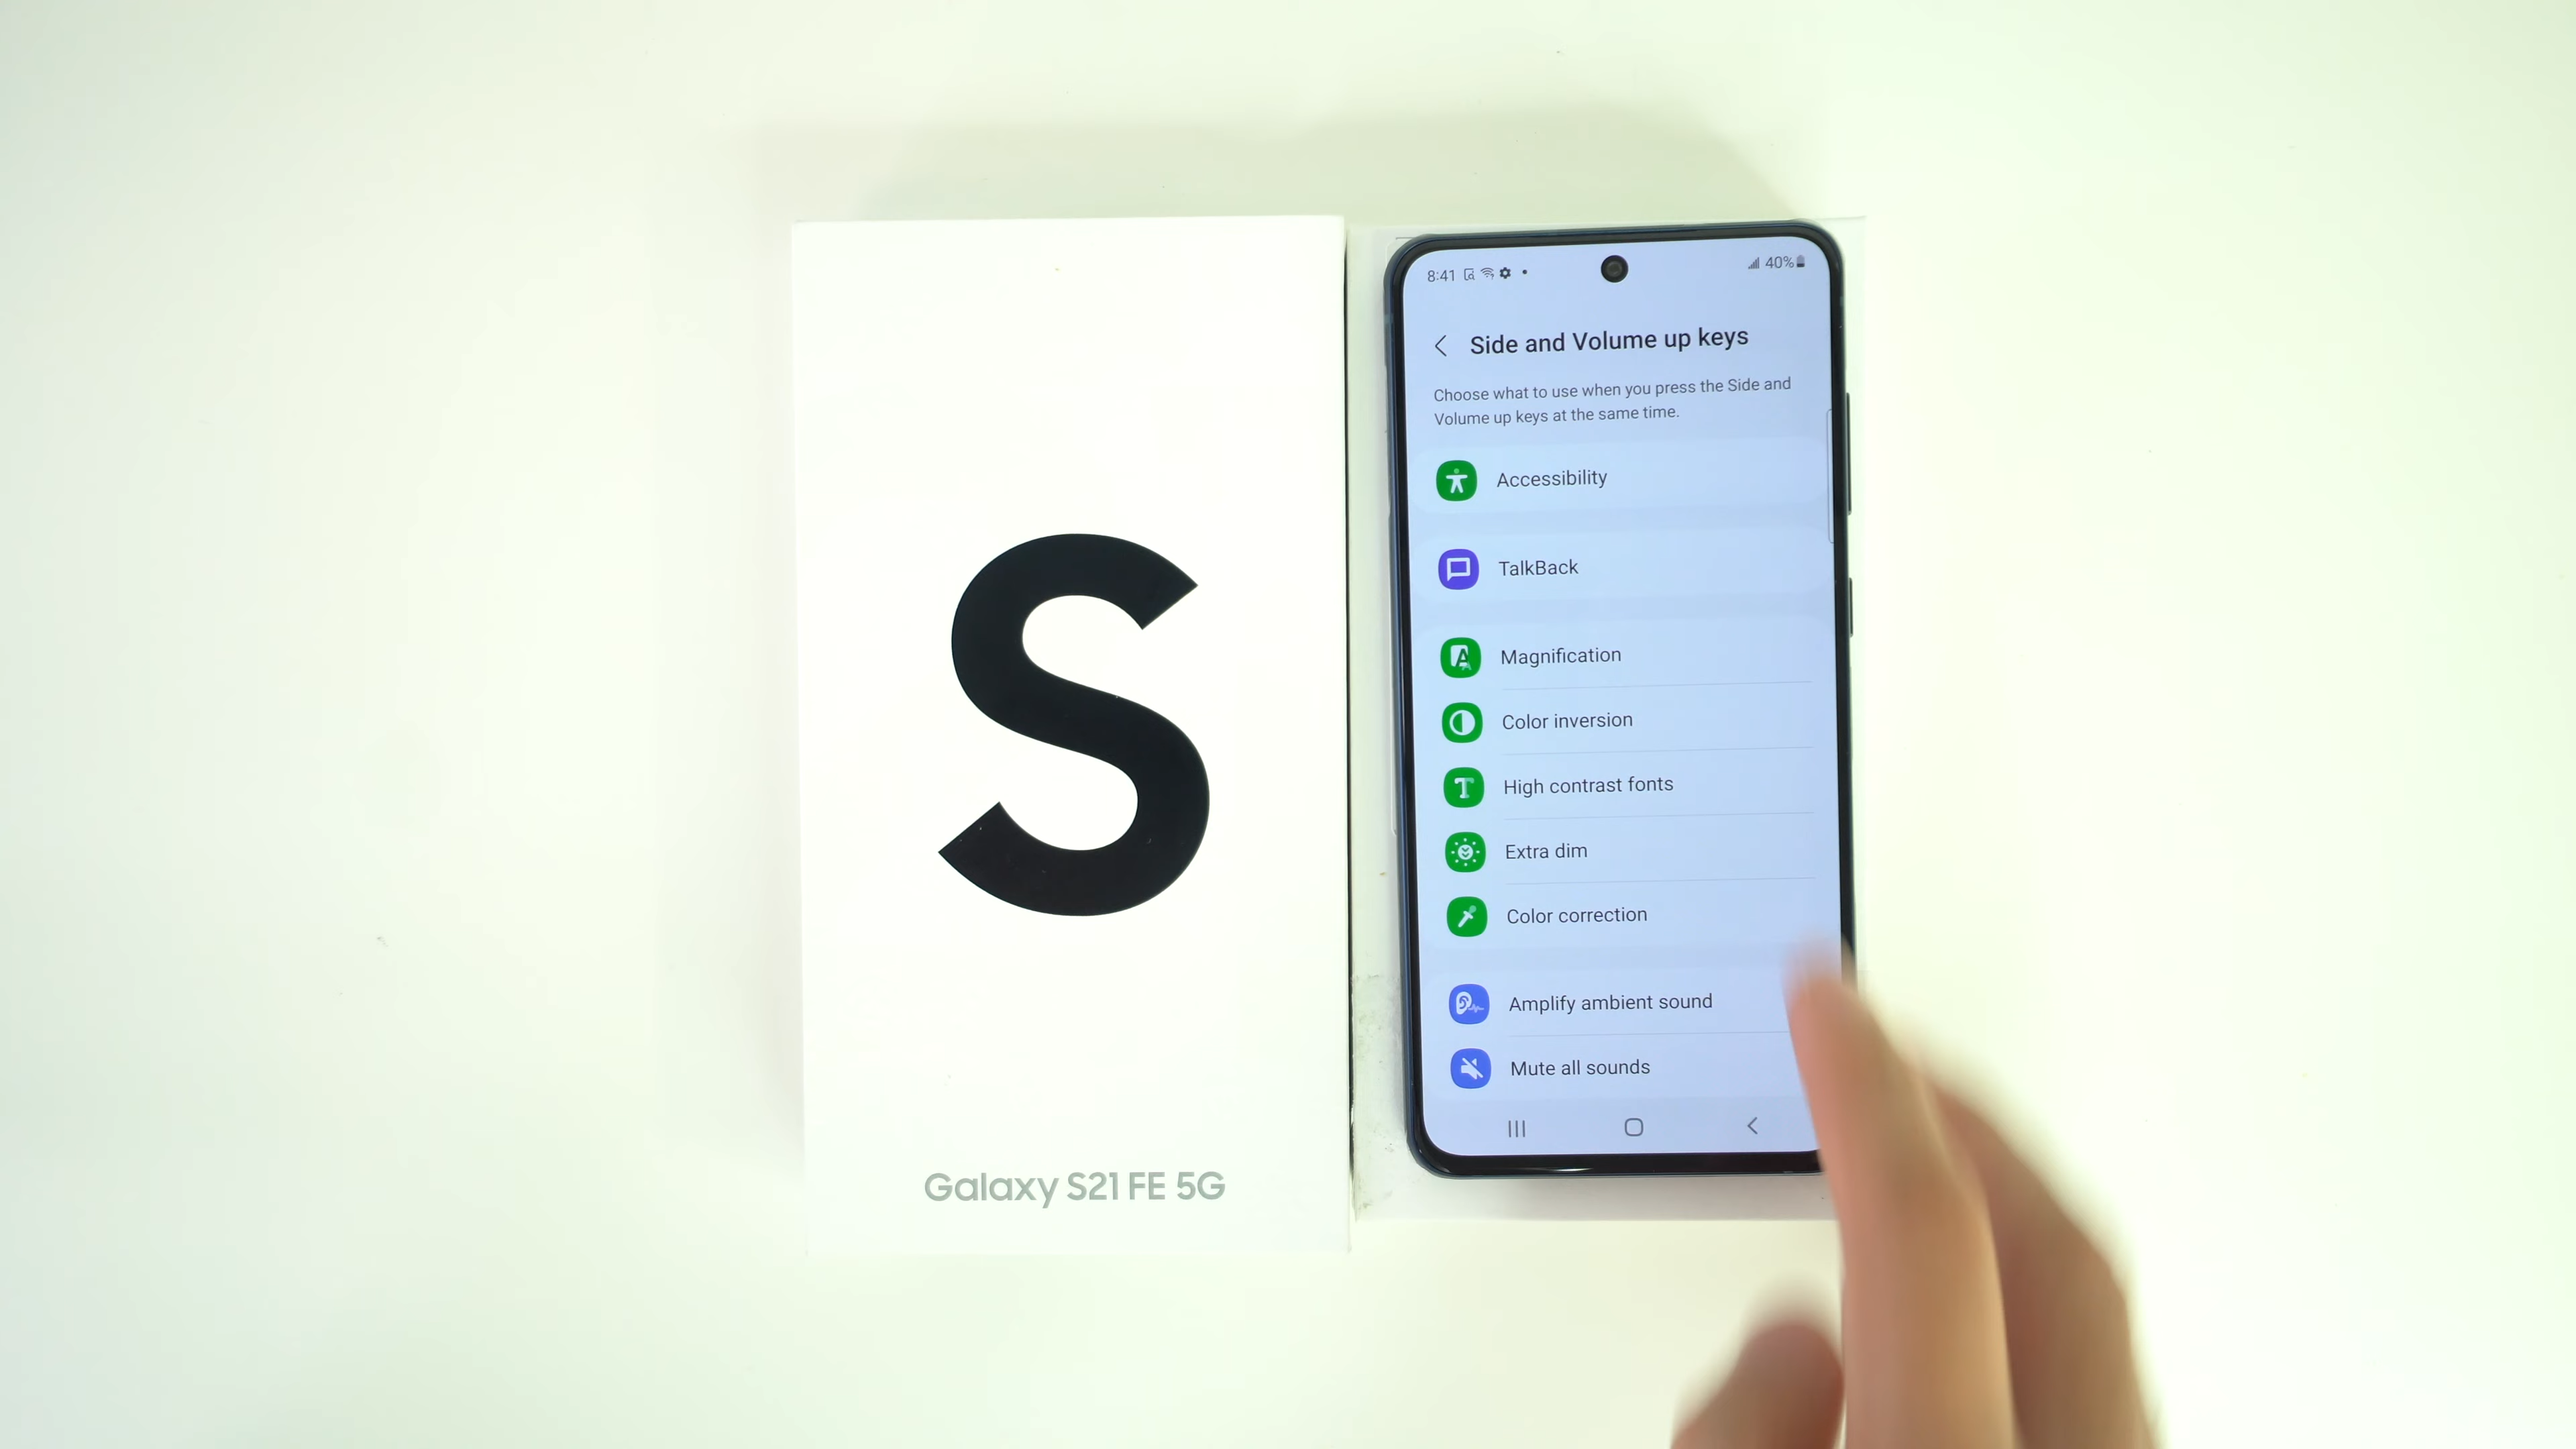 S
Galaxy S21 FE 5G
8:41
40%
Side and Volume up keys
Choose what to use when you press the Side and
Volume up keys at the same time.
Accessibility
TalkBack
Magnification
Color inversion
High contrast fonts
Extra dim
Color correction
Amplify ambient sound
Mute all sounds